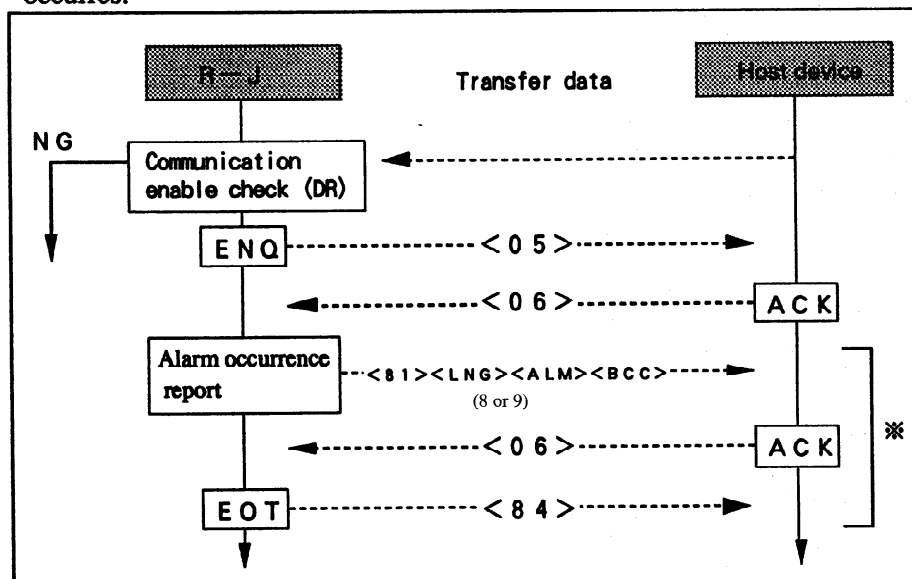 R－J
Transfer data
Host device
NG
Communication
enable check (DR)
ENQ
<05>
<06>
ACK
Alarm occurrence
report
<81><LNG><ALM><BCC>
(8 or 9)
※
<06>
ACK
EOT
<84>